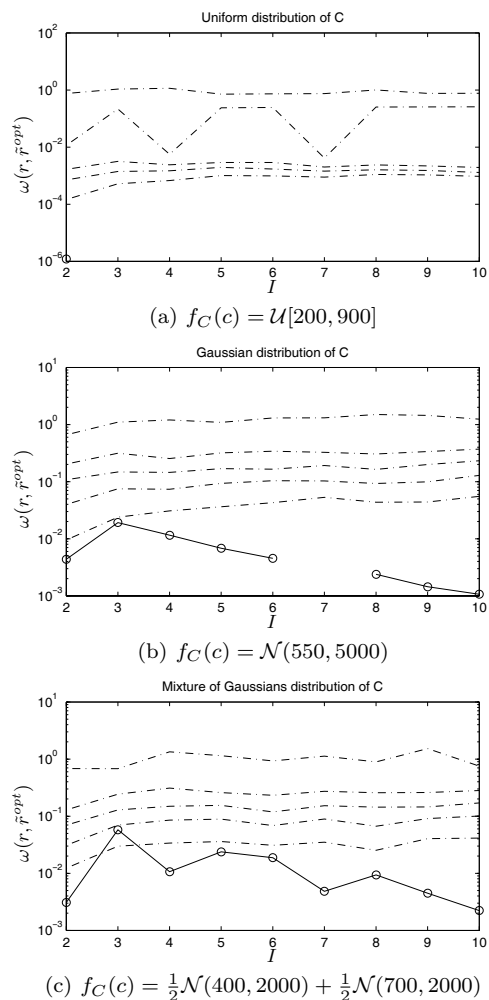 Uniform distribution of C
10^2
10^0
10^-2
10^-4
10^-6
ω(r, r̃^opt)
2 3 4 5 6 7 8 9 10
I
(a) f_C(c) = U[200, 900]
Gaussian distribution of C
10^1
10^0
10^-1
10^-2
10^-3
ω(r, r̃^opt)
2 3 4 5 6 7 8 9 10
I
(b) f_C(c) = N(550, 5000)
Mixture of Gaussians distribution of C
10^1
10^0
10^-1
10^-2
10^-3
ω(r, r̃^opt)
2 3 4 5 6 7 8 9 10
I
(c) f_C(c) = ½N(400, 2000) + ½N(700, 2000)